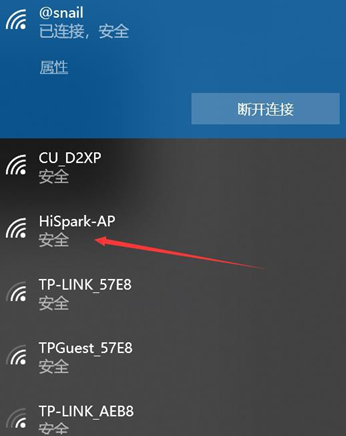 @snail
已连接，安全
属性
断开连接
CU_D2XP
安全
HiSpark-AP
安全
TP-LINK_57E8
安全
TPGuest_57E8
安全
TP-LINK_AEB8
安全